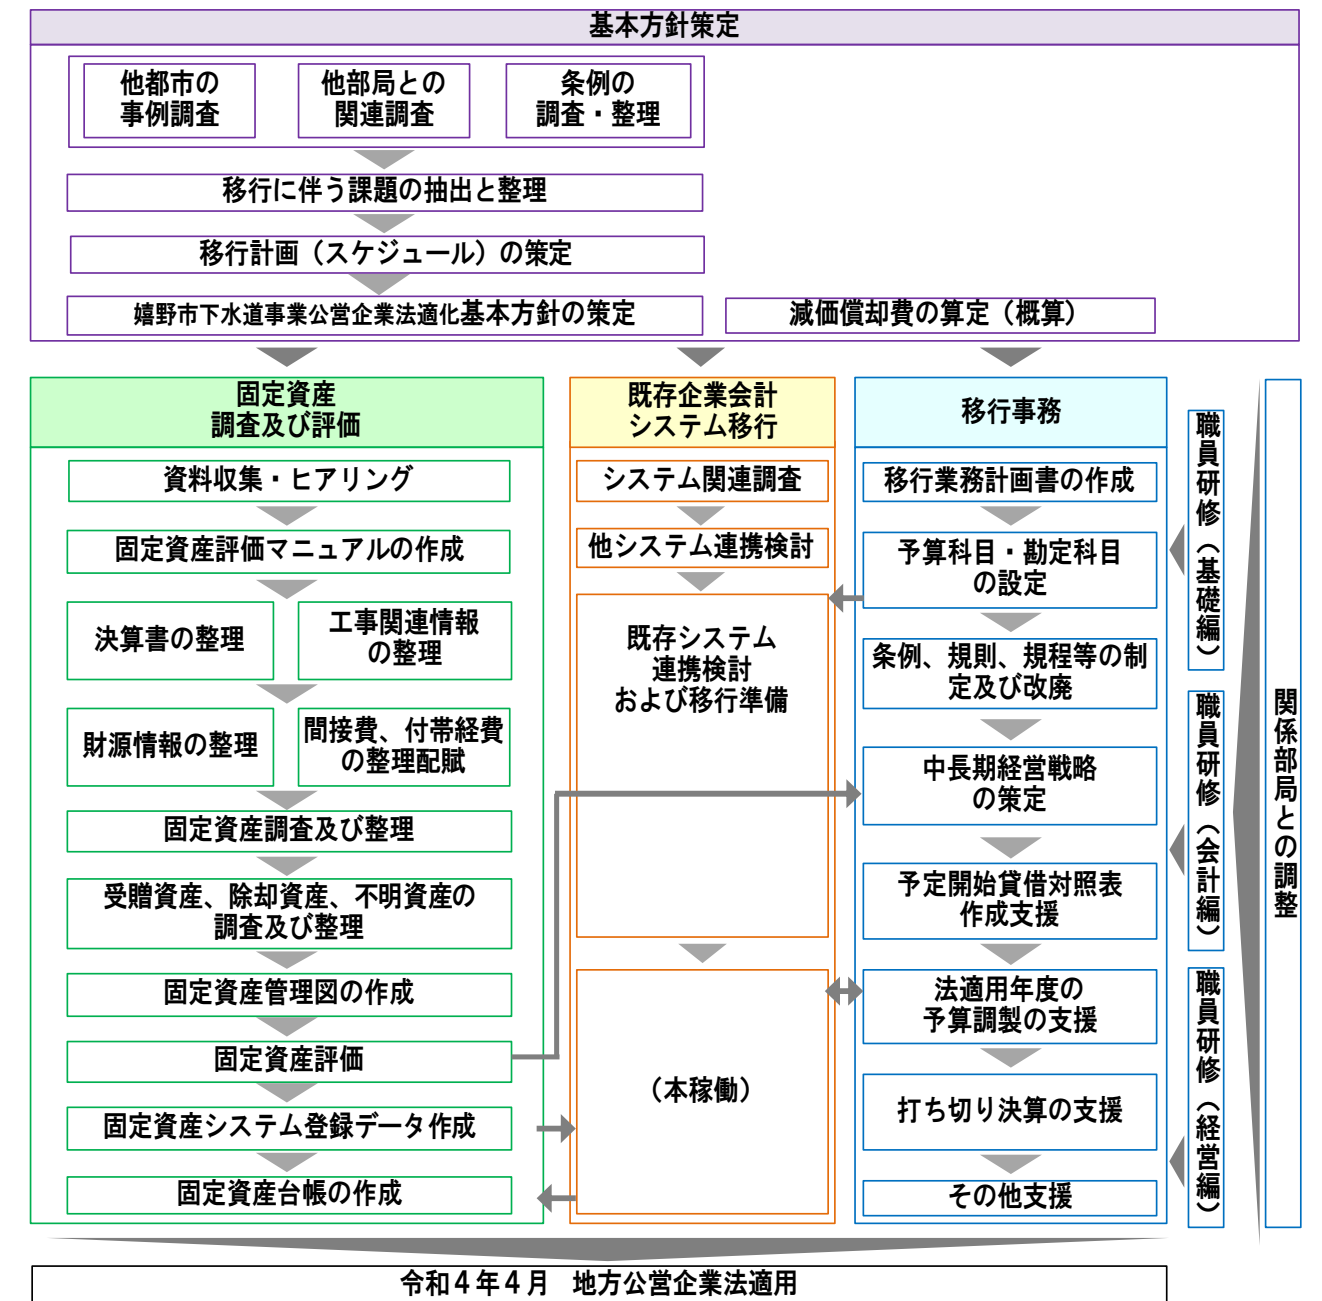 基本方針策定
他都市の
事例調査
他部局との
関連調査
条例の
調査・整理
移行に伴う課題の抽出と整理
移行計画（スケジュール）の策定
嬉野市下水道事業公営企業法適化基本方針の策定
減価償却費の算定（概算）
固定資産
調査及び評価
資料収集・ヒアリング
固定資産評価マニュアルの作成
決算書の整理
工事関連情報
の整理
財源情報の整理
間接費、付帯経費
の整理配賦
固定資産調査及び整理
受贈資産、除却資産、不明資産の
調査及び整理
固定資産管理図の作成
固定資産評価
固定資産システム登録データ作成
固定資産台帳の作成
既存企業会計
システム移行
システム関連調査
他システム連携検討
既存システム
連携検討
および移行準備
（本稼働）
移行事務
移行業務計画書の作成
予算科目・勘定科目
の設定
条例、規則、規程等の制
定及び改廃
中長期経営戦略
の策定
予定開始貸借対照表
作成支援
法適用年度の
予算調製の支援
打ち切り決算の支援
その他支援
職員研修（基礎編）
職員研修（会計編）
職員研修（経営編）
関係部局との調整
令和４年４月　地方公営企業法適用